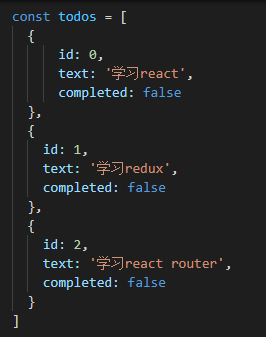 const todos = [
  {
      id: 0,
      text: '学习react',
      completed: false
  },
  {
    id: 1,
    text: '学习redux',
    completed: false
  },
  {
    id: 2,
    text: '学习react router',
    completed: false
  }
]